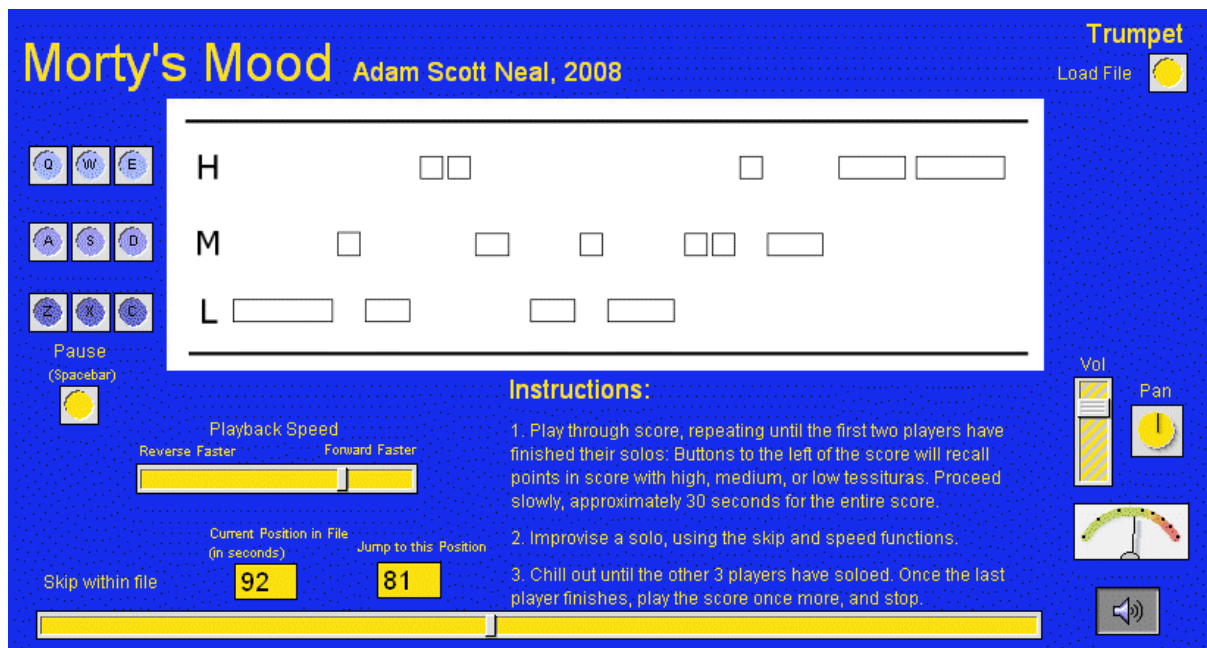 Morty's Mood Adam Scott Neal, 2008
Trumpet
Load File
Q W E
H
A S D
M
Z X C
L
Pause
(Spacebar)
Playback Speed
Reverse Faster Forward Faster
Current Position in File
(in seconds)
Jump to this Position
92 81
Skip within file
Instructions:
1. Play through score, repeating until the first two players have
finished their solos: Buttons to the left of the score will recall
points in score with high, medium, or low tessituras. Proceed
slowly, approximately 30 seconds for the entire score.
2. Improvise a solo, using the skip and speed functions.
3. Chill out until the other 3 players have soloed. Once the last
player finishes, play the score once more, and stop.
Vol
Pan